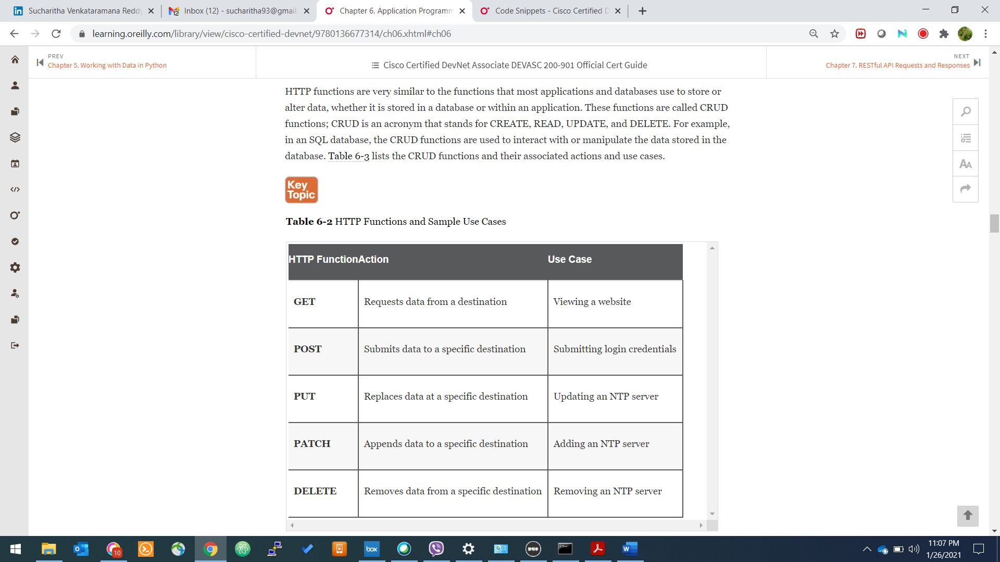 Sucharitha Venkataramana Reddy
Inbox (12) - sucharitha93@gmail
Chapter 6. Application Programm
Code Snippets - Cisco Certified D
learning.oreilly.com/library/view/cisco-certified-devnet/9780136677314/ch06.xhtml#ch06
PREV
Chapter 5. Working with Data in Python
Cisco Certified DevNet Associate DEVASC 200-901 Official Cert Guide
NEXT
Chapter 7. RESTful API Requests and Responses
HTTP functions are very similar to the functions that most applications and databases use to store or
alter data, whether it is stored in a database or within an application. These functions are called CRUD
functions; CRUD is an acronym that stands for CREATE, READ, UPDATE, and DELETE. For example,
in an SQL database, the CRUD functions are used to interact with or manipulate the data stored in the
database. Table 6-3 lists the CRUD functions and their associated actions and use cases.
Key
Topic
Table 6-2 HTTP Functions and Sample Use Cases
HTTP Function Action Use Case
GET Requests data from a destination Viewing a website
POST Submits data to a specific destination Submitting login credentials
PUT Replaces data at a specific destination Updating an NTP server
PATCH Appends data to a specific destination Adding an NTP server
DELETE Removes data from a specific destination Removing an NTP server
AA
10
box
DUO
W
11:07 PM
1/26/2021